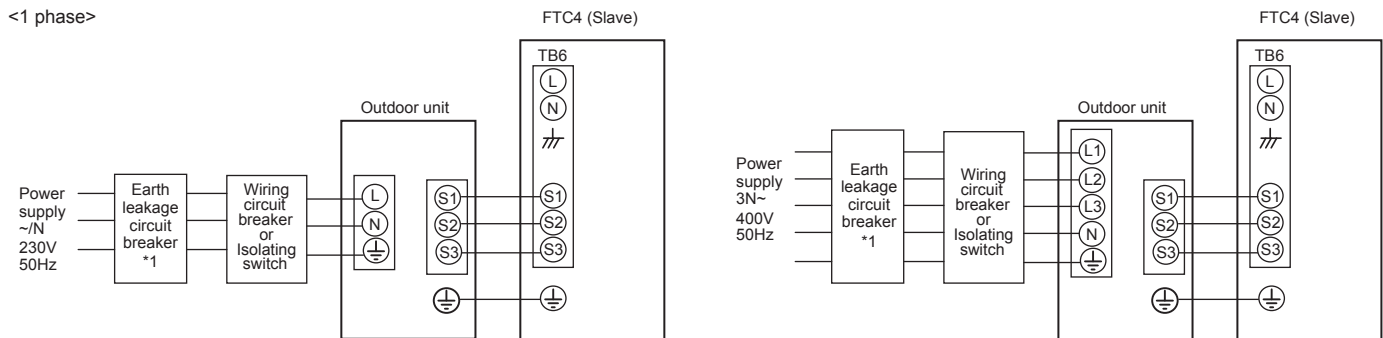 <1 phase>
FTC4 (Slave)
TB6
L
N
Outdoor unit
Power
supply
~/N
230V
50Hz
Earth
leakage
circuit
breaker
*1
Wiring
circuit
breaker
or
Isolating
switch
L
N
S1
S2
S3
S1
S2
S3
FTC4 (Slave)
TB6
L
N
Outdoor unit
Power
supply
3N~
400V
50Hz
Earth
leakage
circuit
breaker
*1
Wiring
circuit
breaker
or
Isolating
switch
L1
L2
L3
N
S1
S2
S3
S1
S2
S3